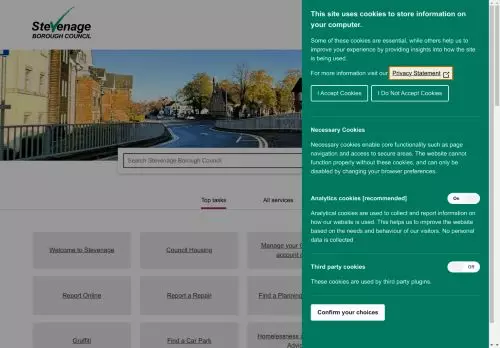 Stevenage
BOROUGH COUNCIL
Search Stevenage Borough Council
Top tasks
All services
Welcome to Stevenage
Council Housing
Manage your
account
Report Online
Report a Repair
Find a Planning
Graffiti
Find a Car Park
Homelessness
Advice
This site uses cookies to store information on
your computer.
Some of these cookies are essential, while others help us to
improve your experience by providing insights into how the site
is being used.
For more information visit our Privacy Statement
I Accept Cookies
I Do Not Accept Cookies
Necessary Cookies
Necessary cookies enable core functionality such as page
navigation and access to secure areas. The website cannot
function properly without these cookies, and can only be
disabled by changing your browser preferences.
Analytics cookies [recommended]
On
Analytical cookies are used to collect and report information on
how our website is used. This helps us to improve the website
based on the needs and behaviour of our visitors. No personal
data is collected
Third party cookies
Off
These cookies are used by third party plugins.
Confirm your choices